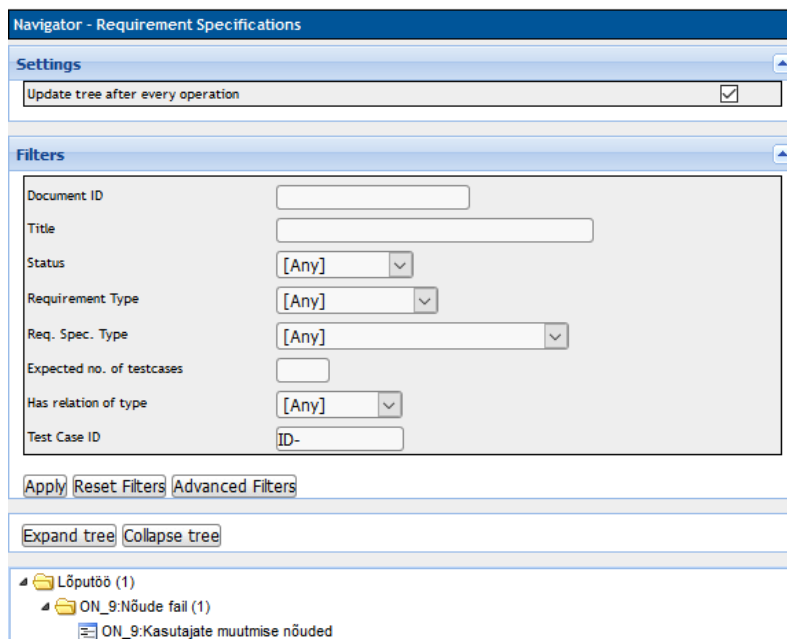 Navigator - Requirement Specifications
Settings
Update tree after every operation
Filters
Document ID
Title
Status [Any]
Requirement Type [Any]
Req. Spec. Type [Any]
Expected no. of testcases
Has relation of type [Any]
Test Case ID ID-
Apply Reset Filters Advanced Filters
Expand tree Collapse tree
Lõputöö (1)
ON_9:Nõude fail (1)
ON_9:Kasutajate muutmise nõuded